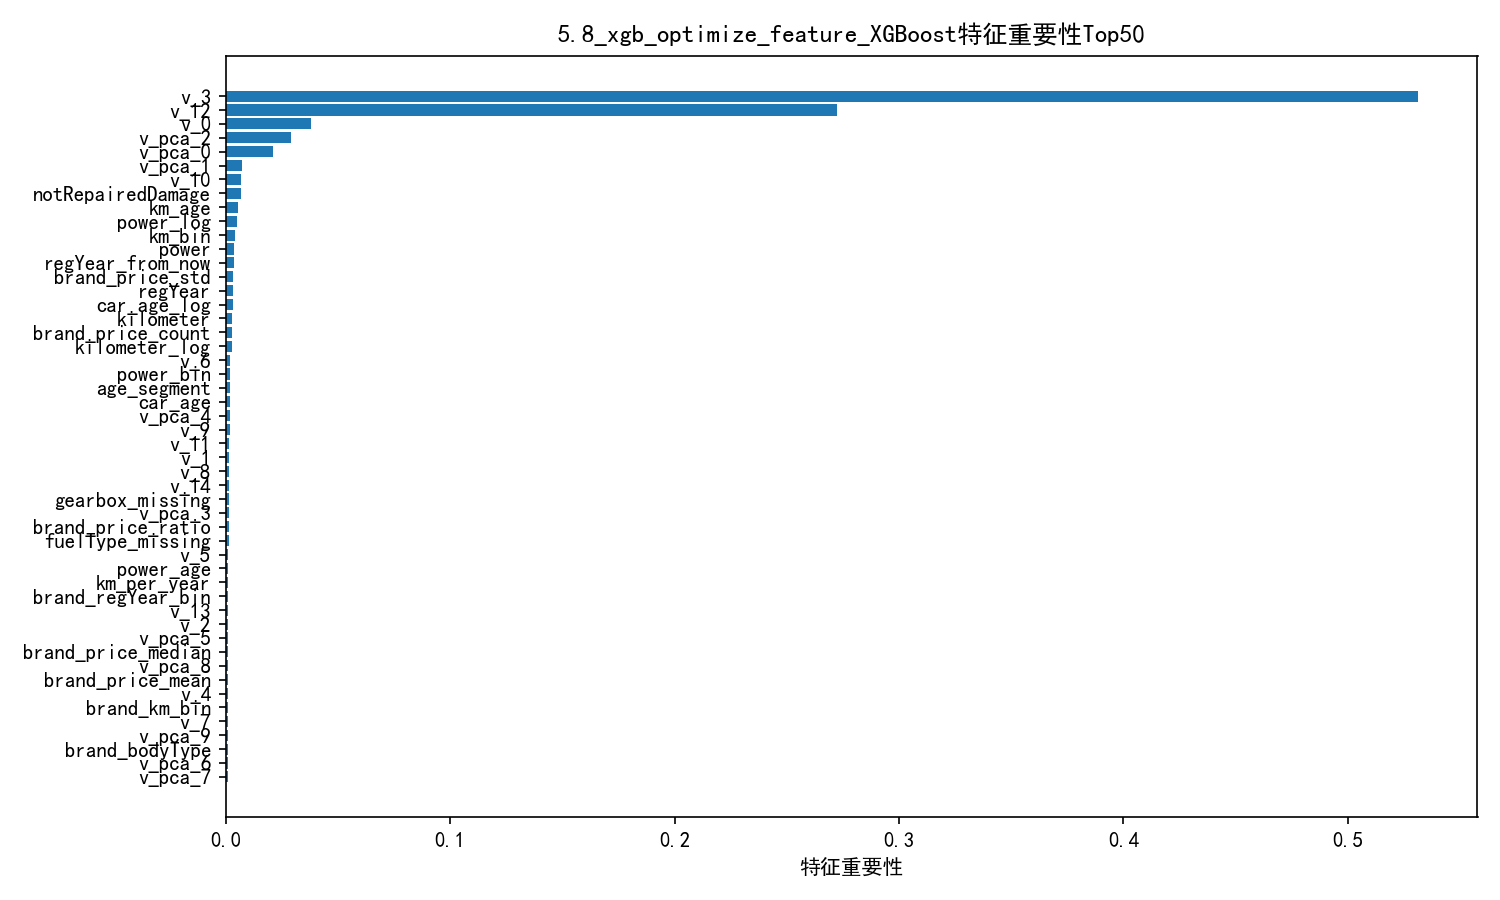 5.8_xgb_optimize_feature_XGBoost特征重要性Top50
v_3
v_12
v_0
v_pca_2
v_pca_0
v_pca_1
v_10
notRepairedDamage
km_age
power_log
km_bin
power
regYear_from_now
brand_price_std
regYear
car_age_log
kilometer
brand_price_count
kilometer_log
v_6
power_bin
age_segment
car_age
v_pca_4
v_9
v_11
v_1
v_8
v_14
gearbox_missing
v_pca_3
brand_price_ratio
fuelType_missing
v_5
power_age
km_per_year
brand_regYear_bin
v_13
v_2
v_pca_5
brand_price_median
v_pca_8
brand_price_mean
v_4
brand_km_bin
v_7
v_pca_9
brand_bodyType
v_pca_6
v_pca_7
0.0 0.1 0.2 0.3 0.4 0.5
特征重要性